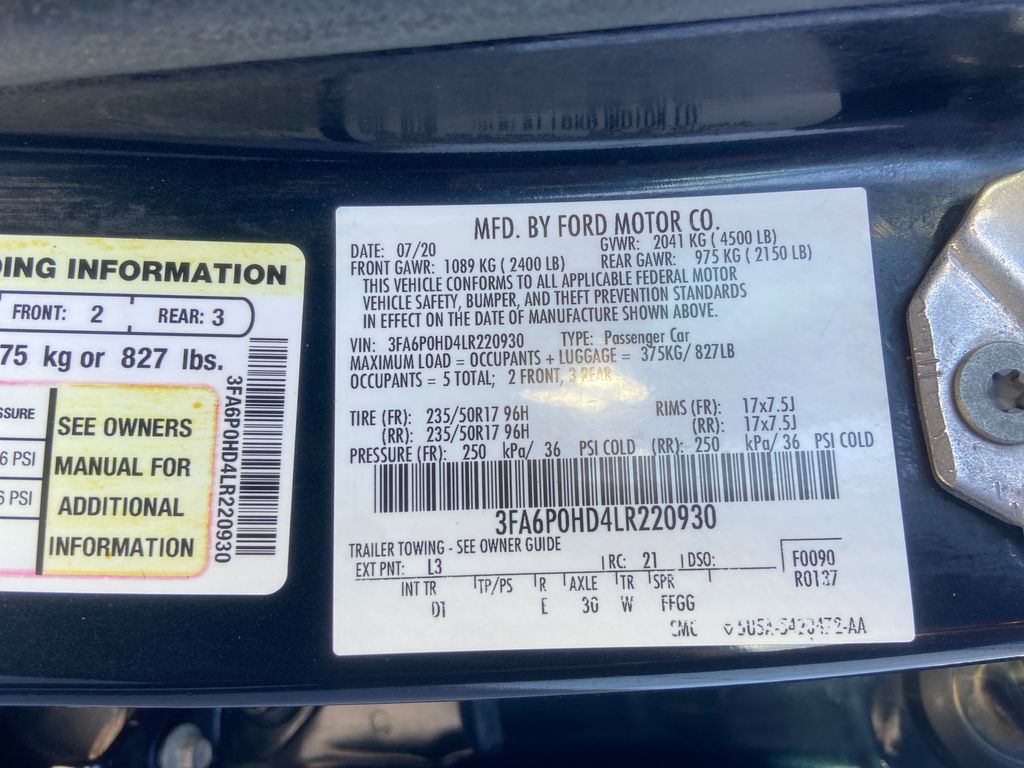 DING INFORMATION
FRONT: 2 REAR: 3
75 kg or 827 lbs.
SSURE
6 PSI
6 PSI
SEE OWNERS
MANUAL FOR
ADDITIONAL
INFORMATION
3FA6P0HD4LR220930
MFD. BY FORD MOTOR CO.
DATE: 07/20 GVWR: 2041 KG ( 4500 LB)
FRONT GAWR: 1089 KG ( 2400 LB) REAR GAWR: 975 KG ( 2150 LB)
THIS VEHICLE CONFORMS TO ALL APPLICABLE FEDERAL MOTOR
VEHICLE SAFETY, BUMPER, AND THEFT PREVENTION STANDARDS
IN EFFECT ON THE DATE OF MANUFACTURE SHOWN ABOVE.
VIN: 3FA6P0HD4LR220930 TYPE: Passenger Car
MAXIMUM LOAD = OCCUPANTS + LUGGAGE = 375KG/ 827LB
OCCUPANTS = 5 TOTAL; 2 FRONT, 3 REAR
TIRE (FR): 235/50R17 96H RIMS (FR): 17x7.5J
(RR): 235/50R17 96H (RR): 17x7.5J
PRESSURE (FR): 250 kPa/ 36 PSI COLD (RR): 250 kPa/ 36 PSI COLD
3FA6P0HD4LR220930
TRAILER TOWING - SEE OWNER GUIDE
EXT PNT: L3 RC: 21 DSO: F0090
R0137
INT TR TP/PS R AXLE TR SPR
01 E 36 W FFGG